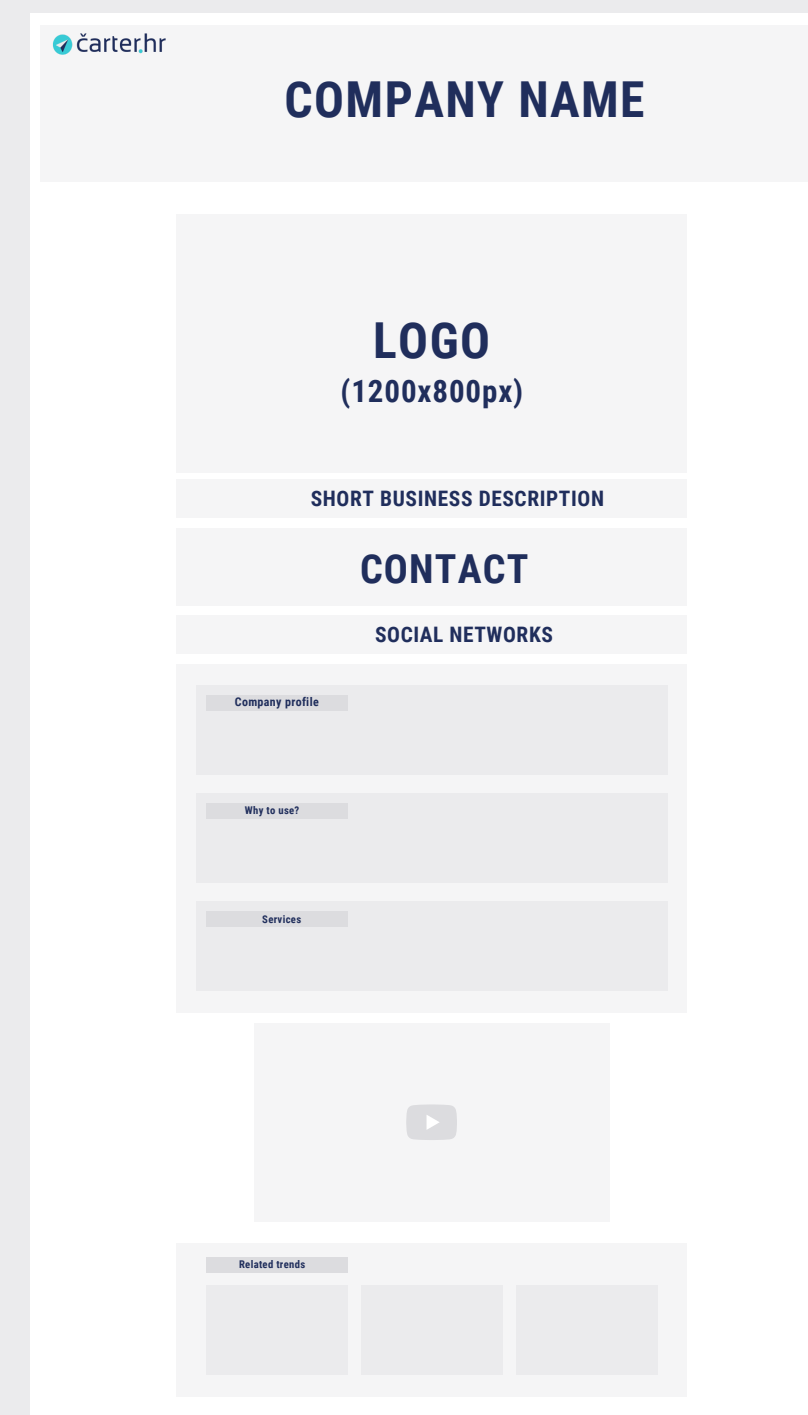 čarter.hr
COMPANY NAME
LOGO
(1200x800px)
SHORT BUSINESS DESCRIPTION
CONTACT
SOCIAL NETWORKS
Company profile
Why to use?
Services
Related trends